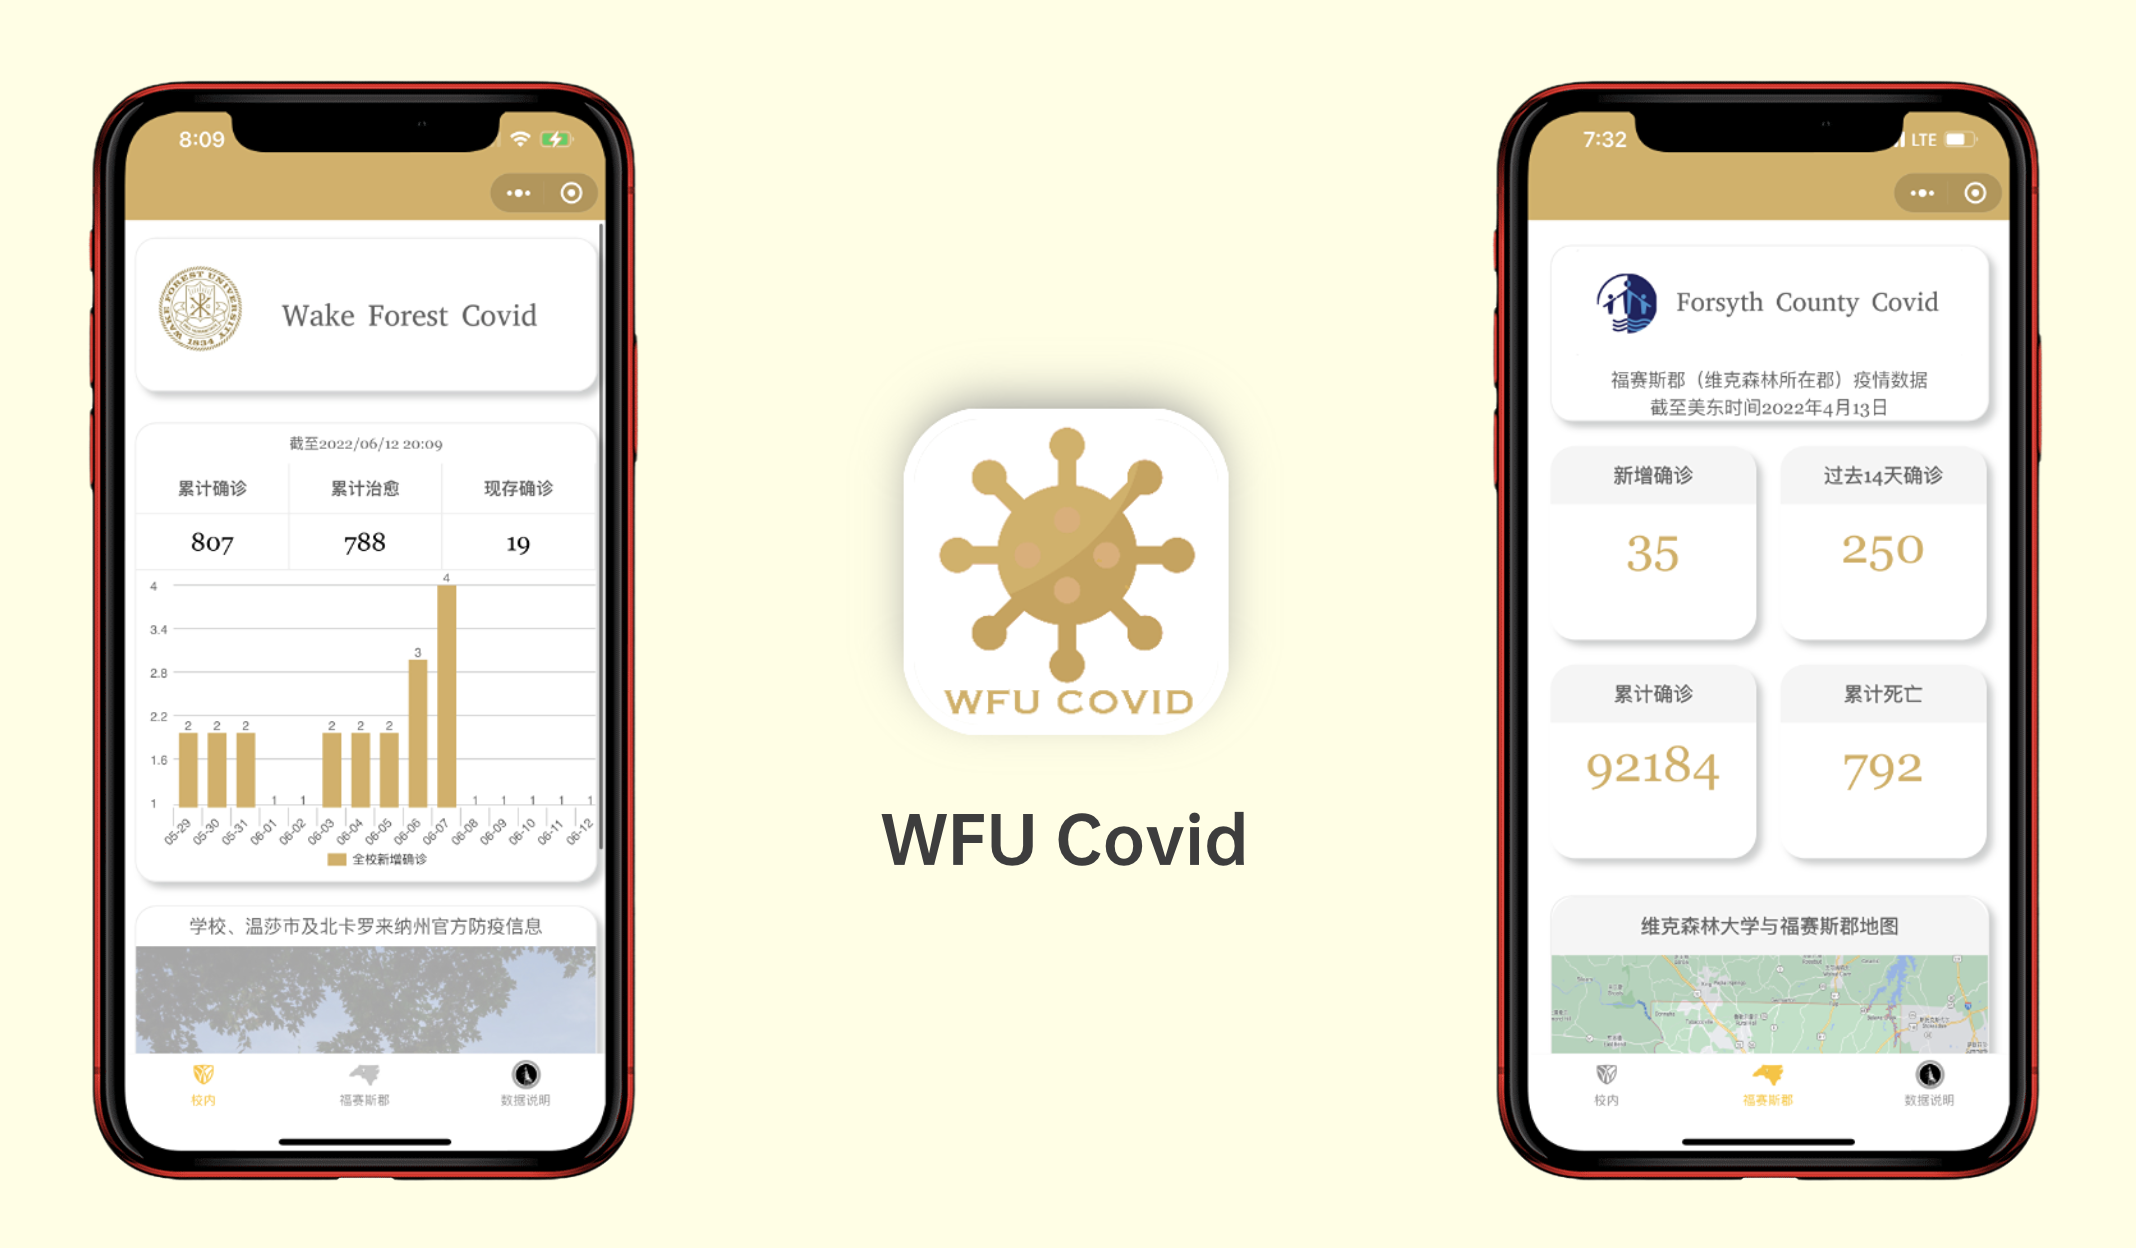 8:09
WAKE FOREST UNIVERSITY
1834
Wake Forest Covid
截至2022/06/12 20:09
累计确诊 累计治愈 现存确诊
807 788 19
4
3.4
2.8
2.2
1.6
1
2 2 2 1 1 2 2 2 3 4 1 1 1 1 1
05-29 05-30 05-31 06-01 06-02 06-03 06-04 06-05 06-06 06-07 06-08 06-09 06-10 06-11 06-12
全校新增确诊
学校、温莎市及北卡罗来纳州官方防疫信息
校内 福赛斯郡 数据说明
WFU COVID
WFU Covid
7:32 LTE
Forsyth County Covid
福赛斯郡（维克森林所在郡）疫情数据
截至美东时间2022年4月13日
新增确诊 过去14天确诊
35 250
累计确诊 累计死亡
92184 792
维克森林大学与福赛斯郡地图
校内 福赛斯郡 数据说明